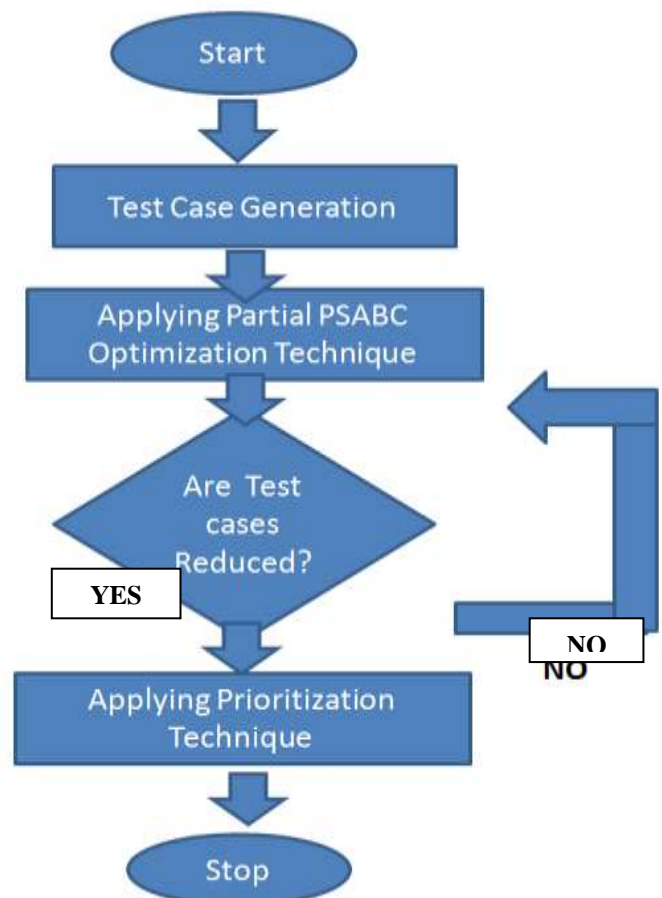 Start
Test Case Generation
Applying Partial PSABC
Optimization Technique
Are Test
cases
Reduced?
YES
NO
NO
Applying Prioritization
Technique
Stop